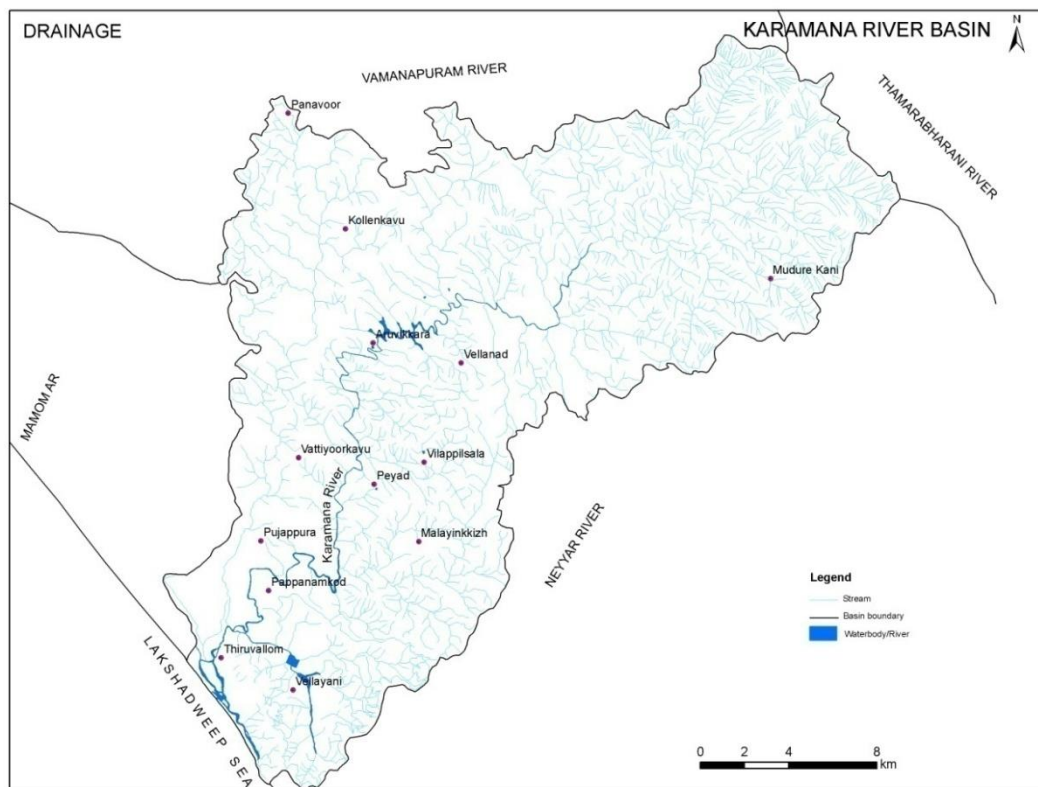 DRAINAGE
KARAMANA RIVER BASIN
N
VAMANAPURAM RIVER
THAMARABHARANI RIVER
Panavoor
Kollenkavu
Mudure Kani
Aruvikkara
Vellanad
MAMOM AR
Vattiyoorkavu
Vilappilsala
Peyad
Karamana River
Pujappura
Malayinkkizh
NEYYAR RIVER
Pappanamkod
Legend
Stream
Basin boundary
Waterbody/River
Thiruvallom
Vellayani
LAKSHADWEEP SEA
0 2 4 8
km